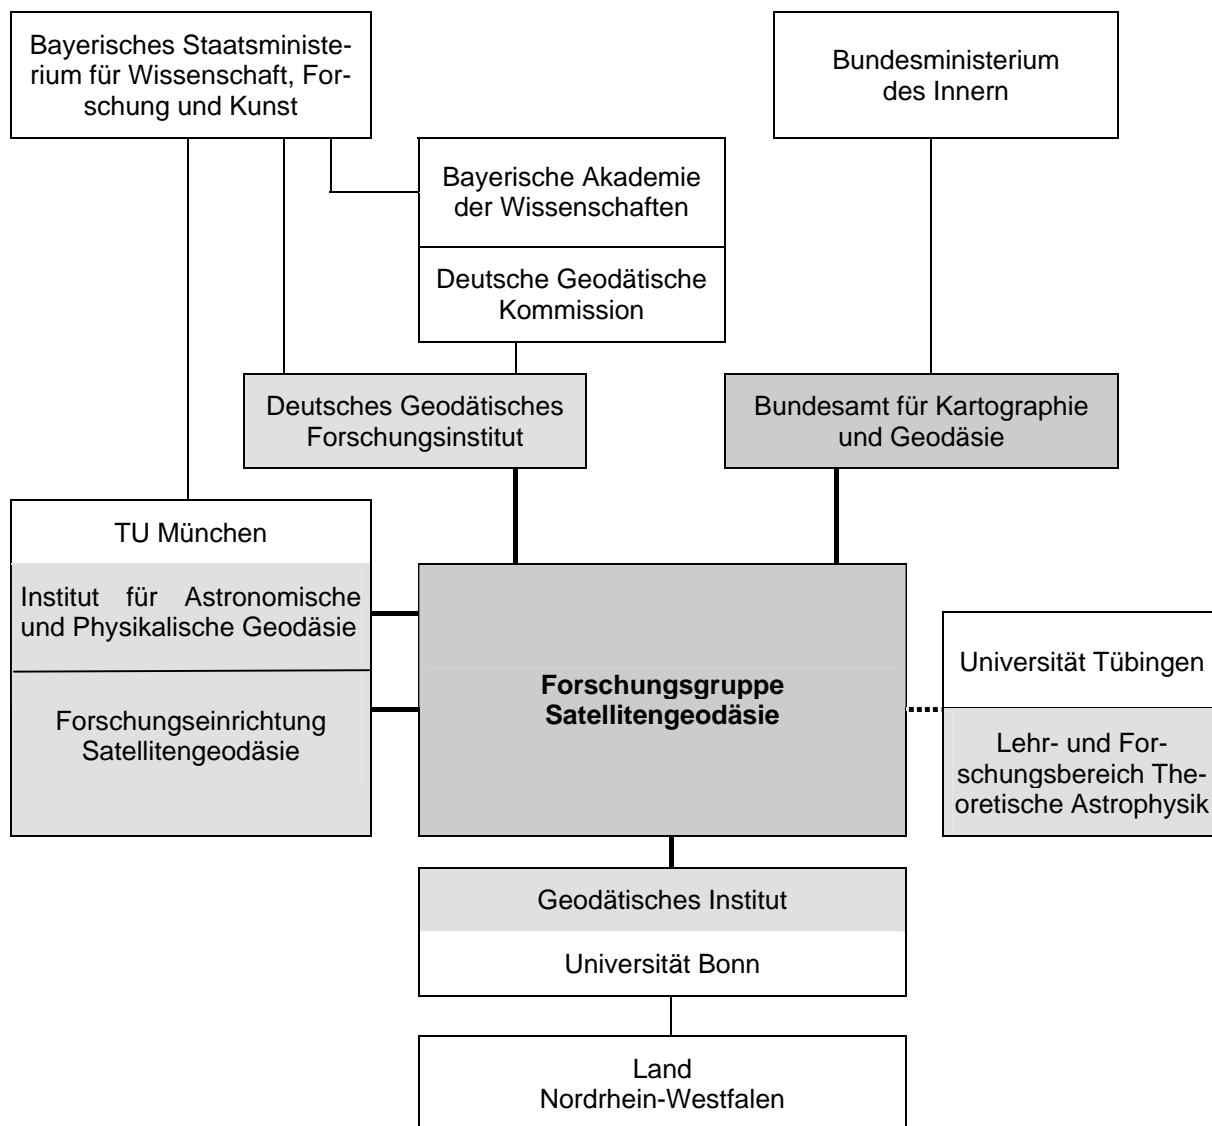 Bayerisches Staatsministe-
rium für Wissenschaft, For-
schung und Kunst
Bundesministerium
des Innern
Bayerische Akademie
der Wissenschaften
Deutsche Geodätische
Kommission
Deutsches Geodätisches
Forschungsinstitut
Bundesamt für Kartographie
und Geodäsie
TU München
Institut für Astronomische
und Physikalische Geodäsie
Forschungseinrichtung
Satellitengeodäsie
Forschungsgruppe
Satellitengeodäsie
Universität Tübingen
Lehr- und For-
schungsbereich The-
oretische Astrophysik
Geodätisches Institut
Universität Bonn
Land
Nordrhein-Westfalen